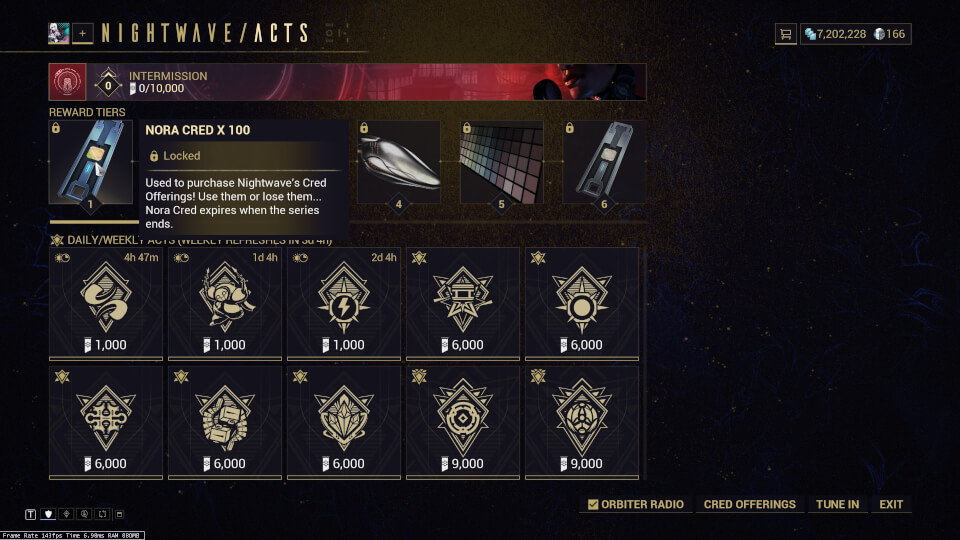 NIGHTWAVE/ACTS
7,202,228 166
0
INTERMISSION
0/10,000
REWARD TIERS
NORA CRED X 100
Locked
Used to purchase Nightwave's Cred
Offerings! Use them or lose them...
Nora Cred expires when the series
ends.
1
4
5
6
DAILY/WEEKLY ACTS (WEEKLY REFRESHES IN 3d 4h)
4h 47m
1d 4h
2d 4h
1,000
1,000
1,000
6,000
6,000
6,000
6,000
6,000
9,000
9,000
ORBITER RADIO
CRED OFFERINGS
TUNE IN
EXIT
T
Frame Rate 143fps Time 6.98ms RAM 880MB